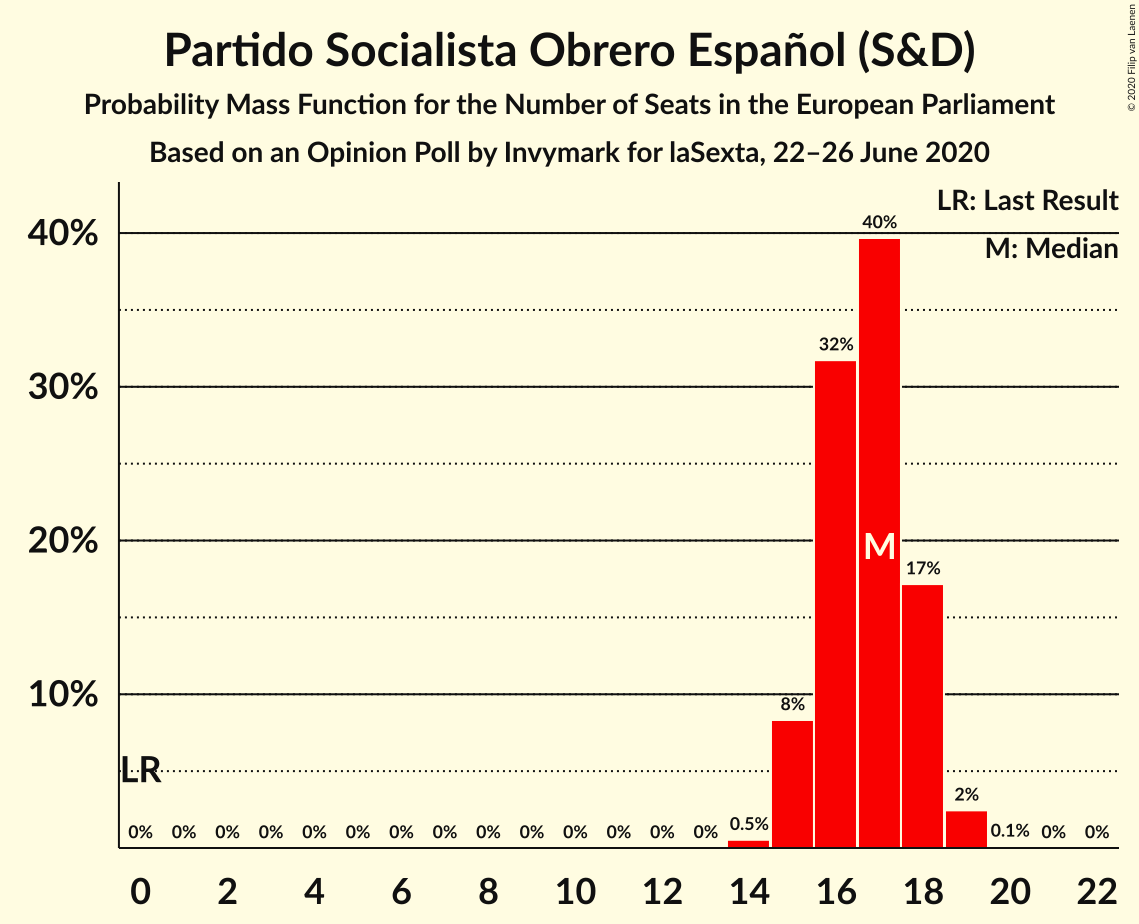 Partido Socialista Obrero Español (S&D)
Probability Mass Function for the Number of Seats in the European Parliament
Based on an Opinion Poll by Invymark for laSexta, 22–26 June 2020
© 2020 Filip van Laenen
LR: Last Result
M: Median
40%
30%
20%
10%
LR
M
0% 0% 0% 0% 0% 0% 0% 0% 0% 0% 0% 0% 0% 0% 0.5% 8% 32% 40% 17% 2% 0.1% 0% 0%
0 2 4 6 8 10 12 14 16 18 20 22